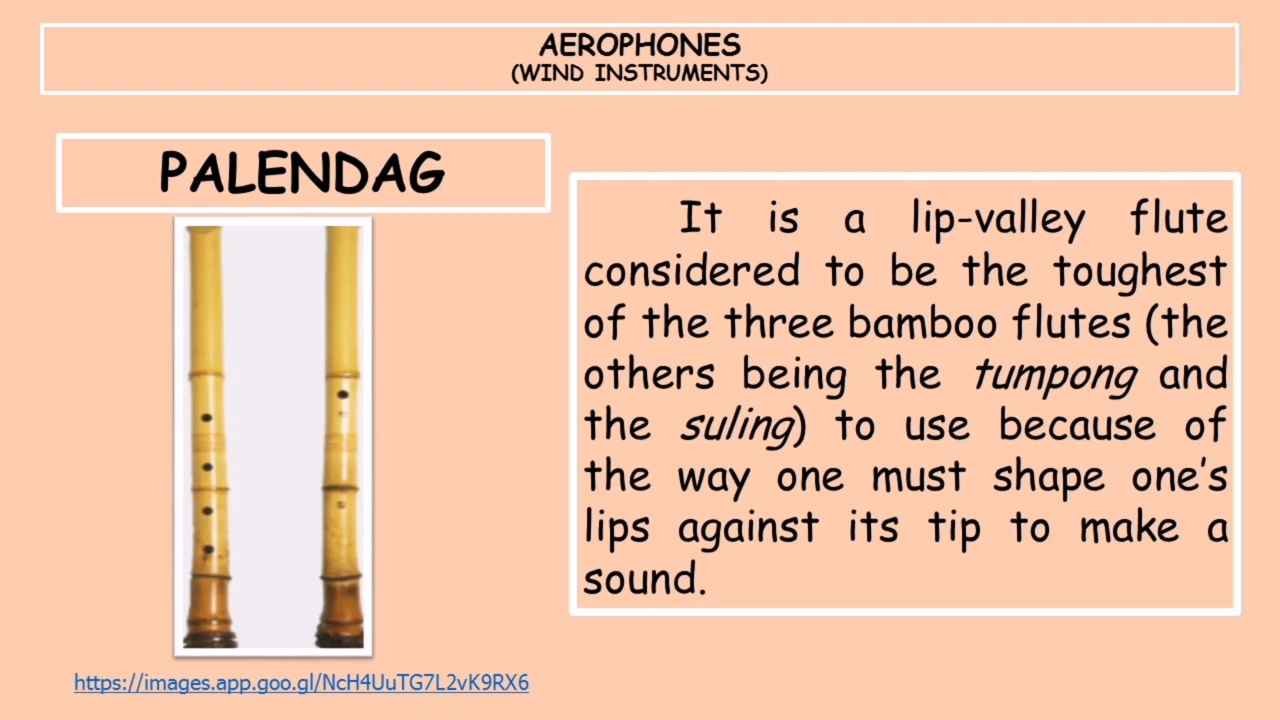 AEROPHONES
(WIND INSTRUMENTS)
PALENDAG
It is a lip-valley flute
considered to be the toughest
of the three bamboo flutes (the
others being the tumpong and
the suling) to use because of
the way one must shape one's
lips against its tip to make a
sound.
https://images.app.goo.gl/NcH4UuTG7L2vK9RX6